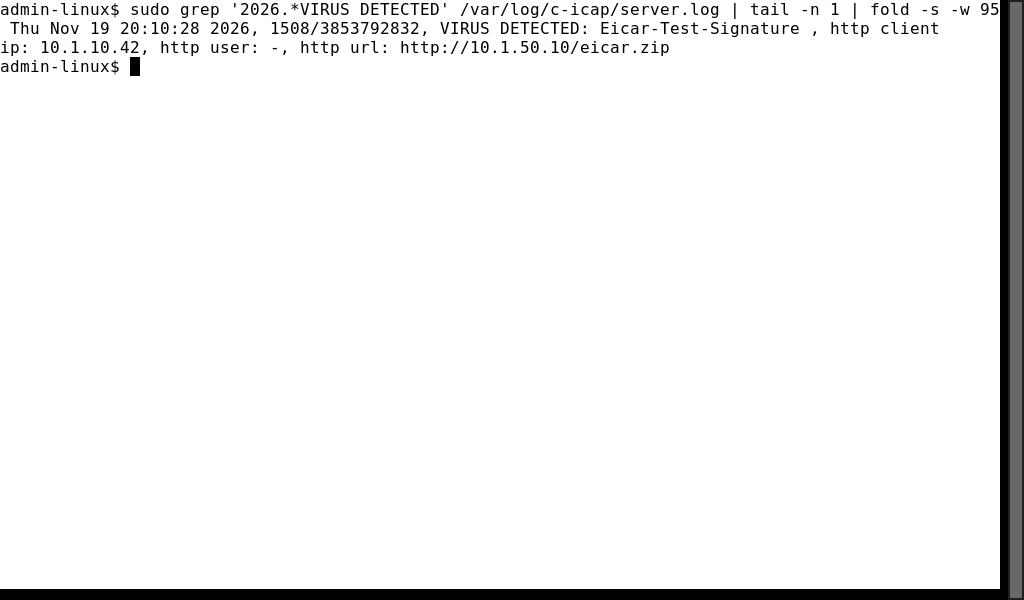 admin-linux$ sudo grep '2026.*VIRUS DETECTED' /var/log/c-icap/server.log | tail -n 1 | fold -s -w 95
Thu Nov 19 20:10:28 2026, 1508/3853792832, VIRUS DETECTED: Eicar-Test-Signature , http client
ip: 10.1.10.42, http user: -, http url: http://10.1.50.10/eicar.zip
admin-linux$